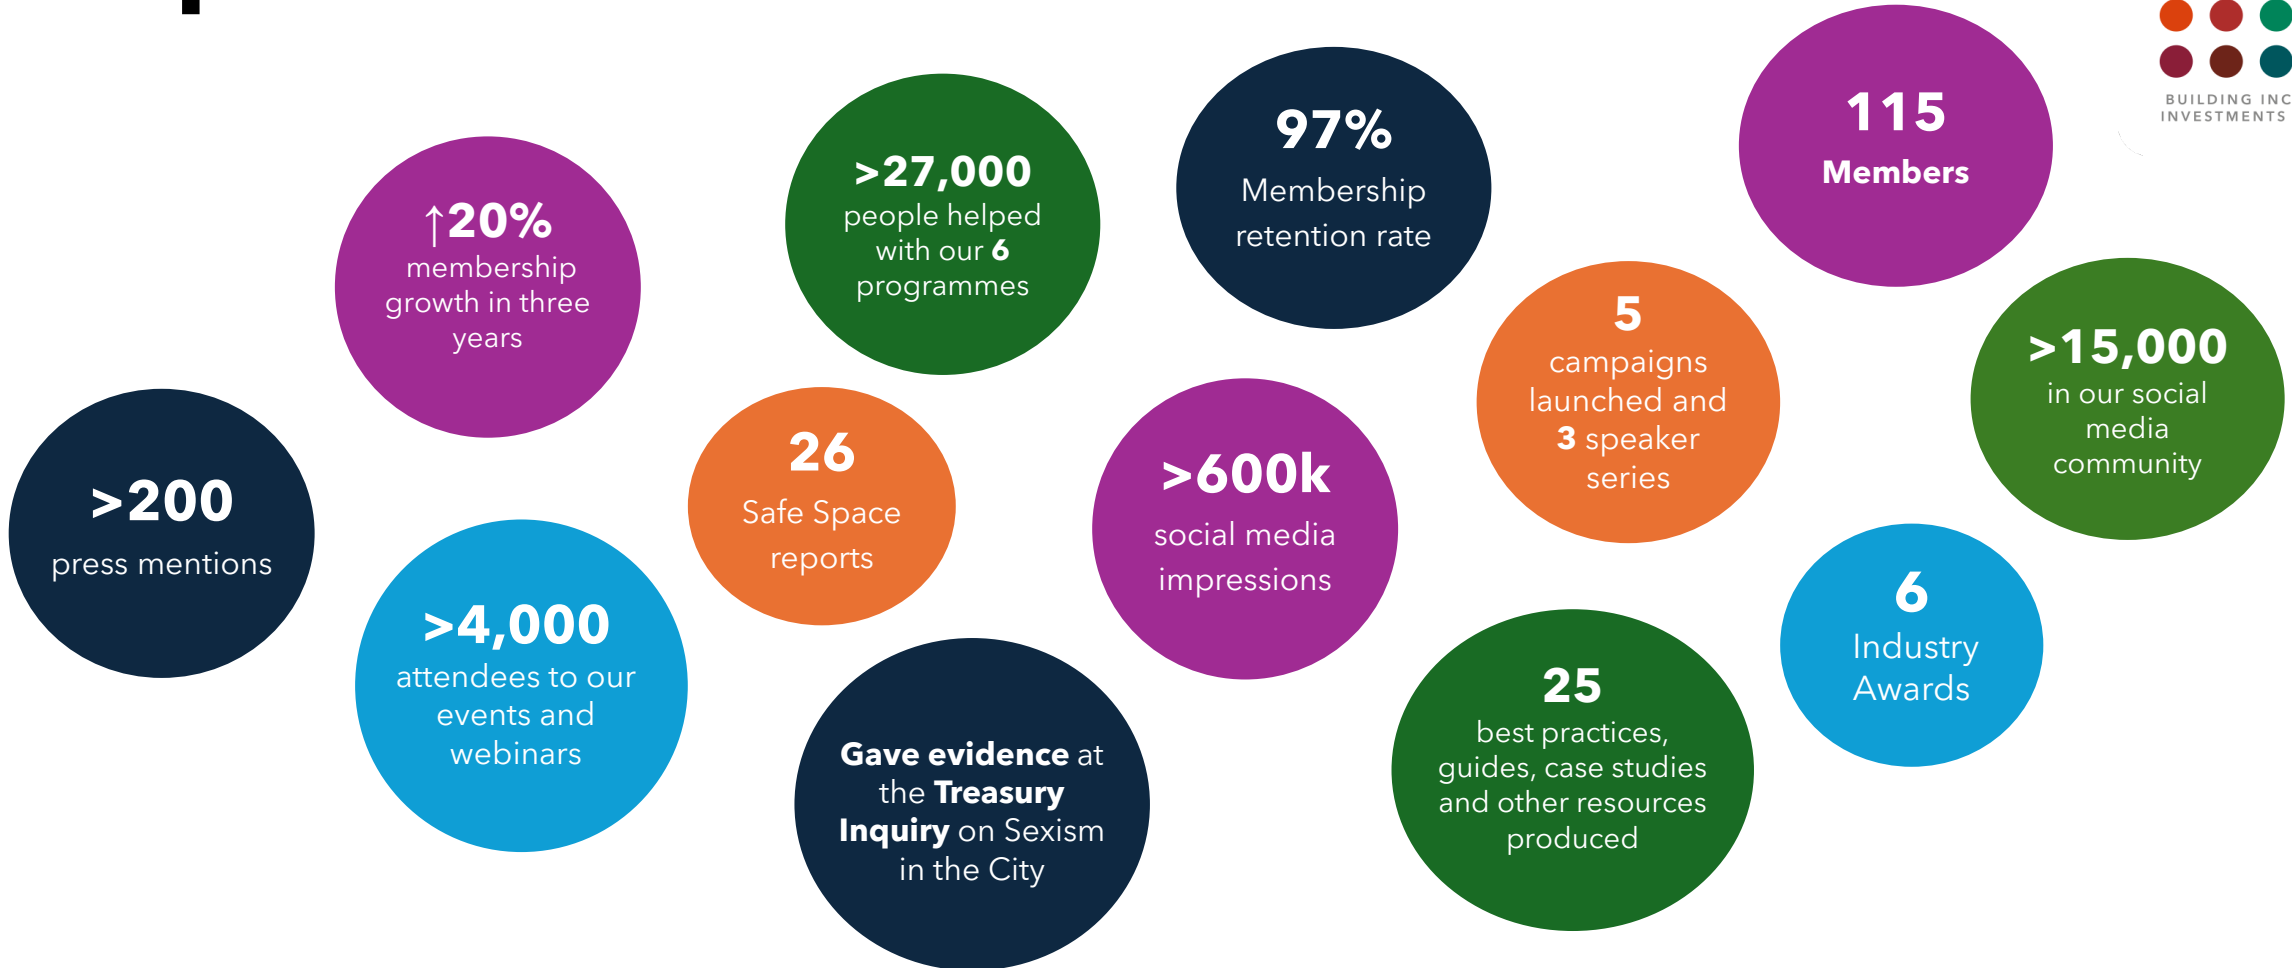 BUILDING INC
INVESTMENTS
115
Members
97%
Membership
retention rate
>27,000
people helped
with our 6
programmes
↑20%
membership
growth in three
years
5
campaigns
launched and
3 speaker
series
>15,000
in our social
media
community
>200
press mentions
26
Safe Space
reports
>600k
social media
impressions
>4,000
attendees to our
events and
webinars
6
Industry
Awards
Gave evidence at
the Treasury
Inquiry on Sexism
in the City
25
best practices,
guides, case studies
and other resources
produced